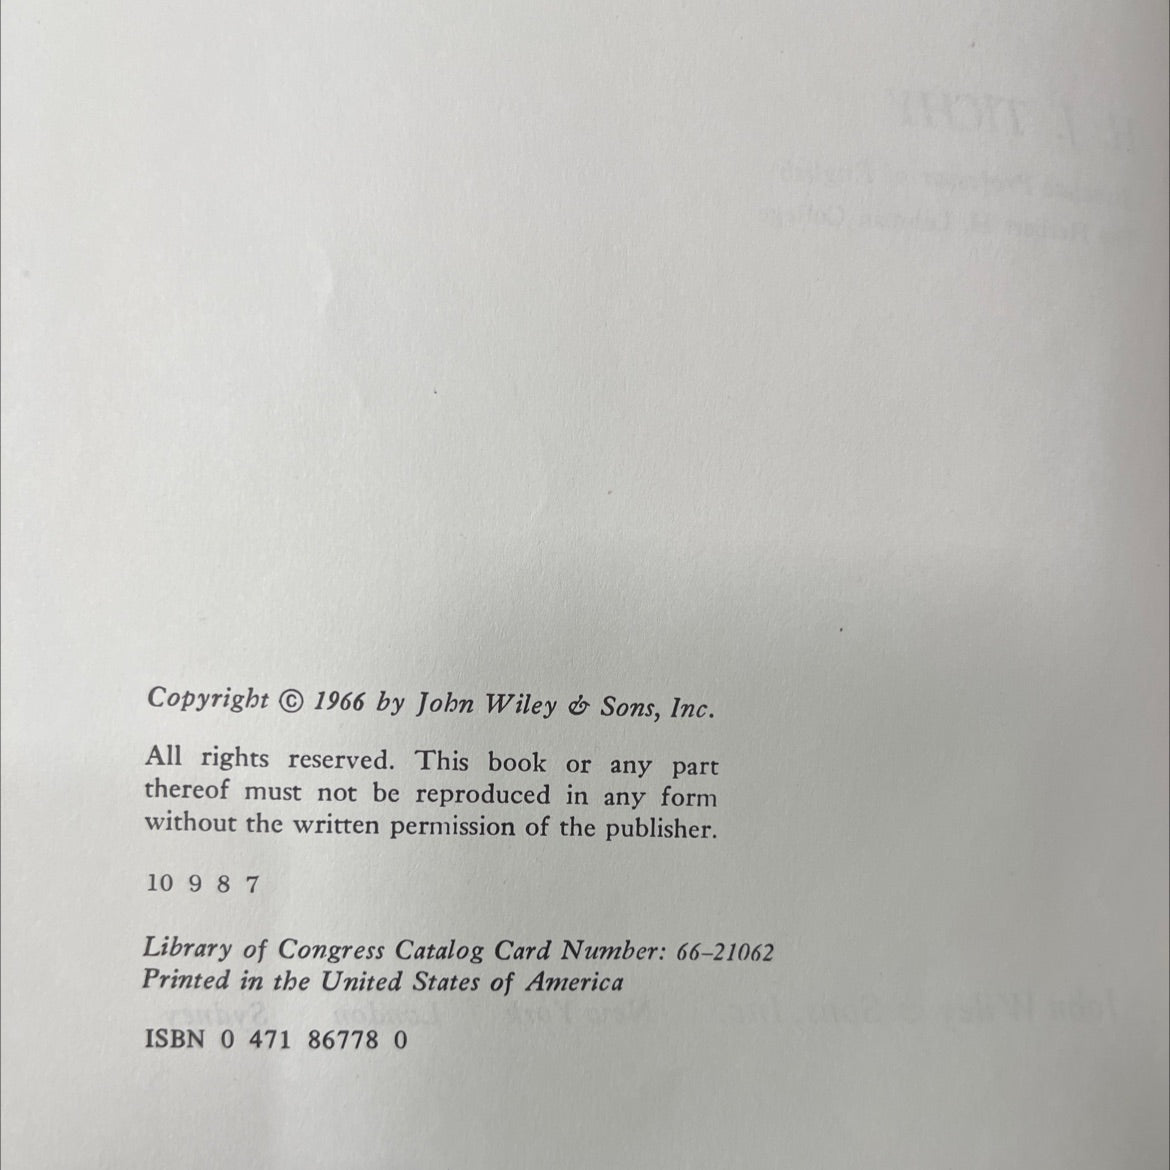 Copyright © 1966 by John Wiley & Sons, Inc.
All rights reserved. This book or any part
thereof must not be reproduced in any form
without the written permission of the publisher.
10 9 8 7
Library of Congress Catalog Card Number: 66–21062
Printed in the United States of America
ISBN 0 471 86778 0